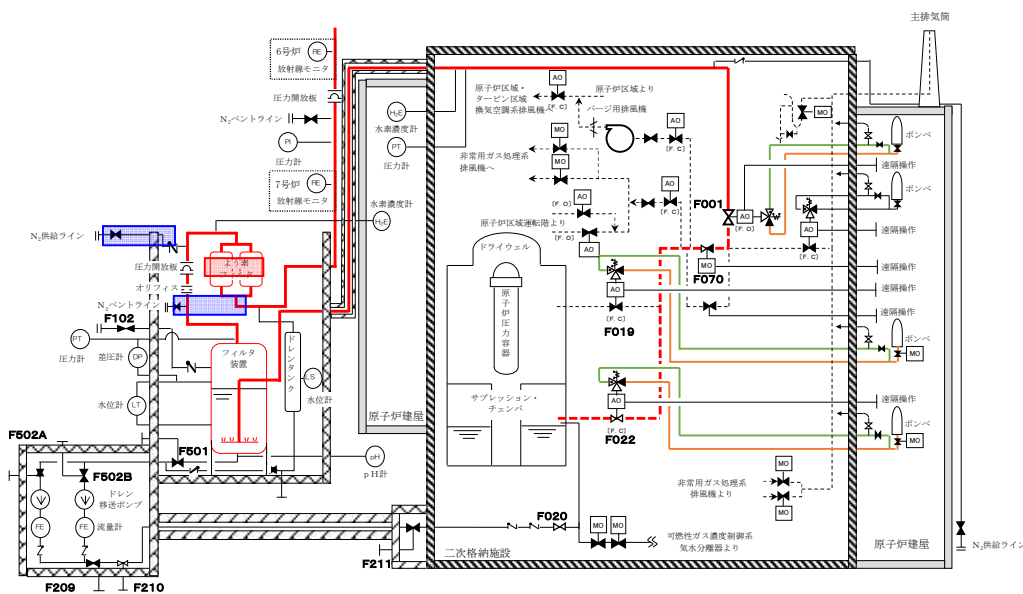 主排気筒
6号炉
RE
放射線モニタ
圧力開放板
N₂ベントライン
PI
圧力計
7号炉
RE
放射線モニタ
H₂E
水素濃度計
PT
圧力計
H₂E
水素濃度計
AO
[F.C]
原子炉区域・
タービン区域
換気空調系排風機へ
原子炉区域より
パージ用排風機
MO
AO
[F.C]
非常用ガス処理系
排風機へ
MO
AO
[F.C]
AO
[F.O]
AO
原子炉区域運転階より
F001
AO
[F.O]
AO
[F.C]
MO
ボンベ
遠隔操作
ボンベ
遠隔操作
遠隔操作
遠隔操作
遠隔操作
遠隔操作
ボンベ
MO
遠隔操作
ボンベ
MO
N₂供給ライン
よう素
圧力開放板
オリフィス
N₂ベントライン
F102
PT
圧力計
差圧計
DP
フィルタ
装置
ドレンタンク
LS
水位計
水位計
LT
F502A
F501
F502B
pH
pH計
ドレン
移送ポンプ
FE
FE
流量計
F209
F210
F211
原子炉建屋
ドライウェル
原子炉圧力容器
サプレッション・
チェンバ
F070
MO
AO
[F.C]
F019
AO
[F.C]
F022
F020
MO
MO
可燃性ガス濃度制御系
気水分離器より
二次格納施設
非常用ガス処理系
排風機より
MO
MO
原子炉建屋
N₂供給ライン